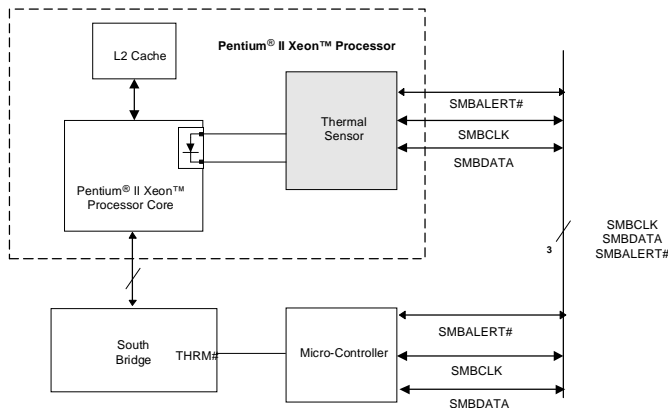 Pentium® II Xeon™ Processor
L2 Cache
Thermal
Sensor
SMBALERT#
SMBCLK
SMBDATA
Pentium® II Xeon™
Processor Core
3
SMBCLK
SMBDATA
SMBALERT#
South
Bridge
THRM#
Micro-Controller
SMBALERT#
SMBCLK
SMBDATA